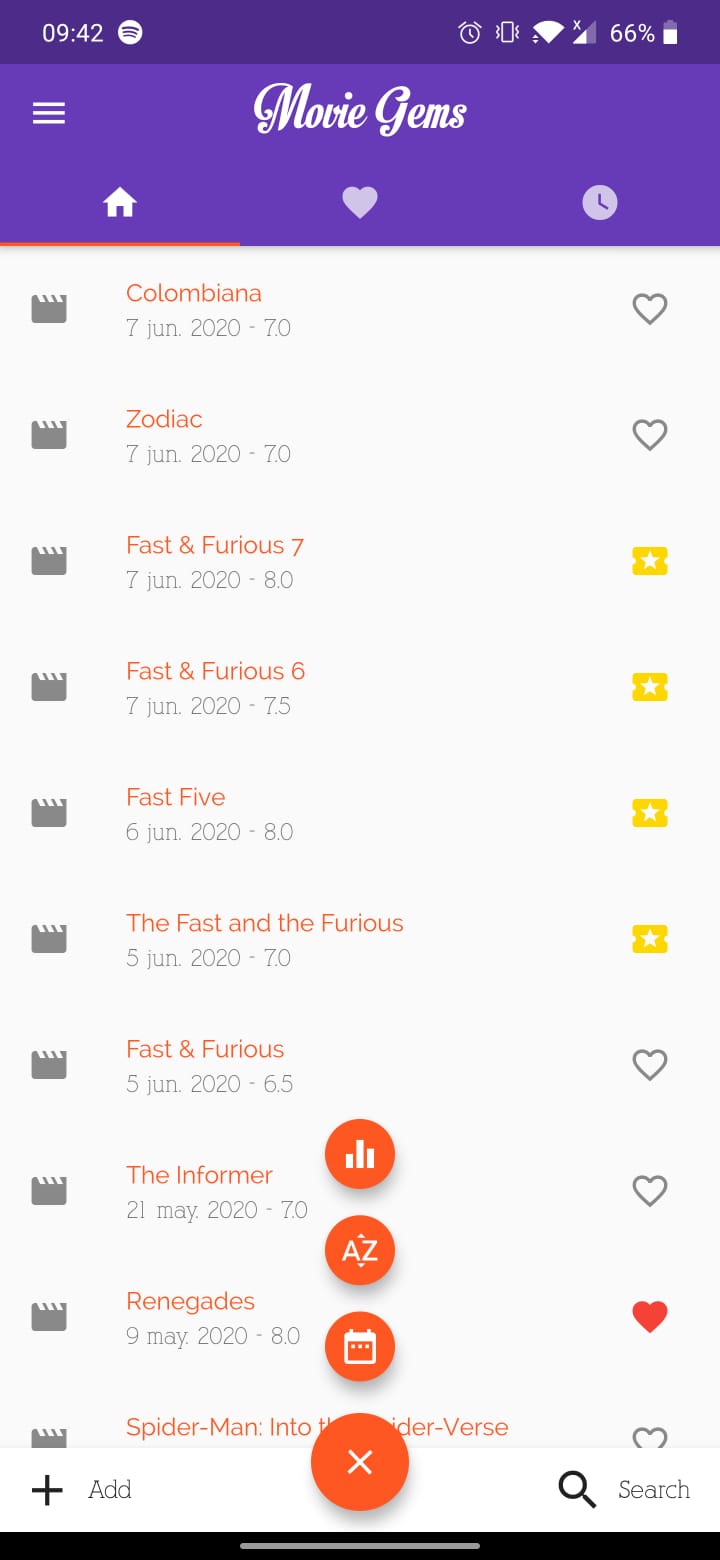 09:42
66%
Movie Gems
Colombiana
7 jun. 2020 - 7.0
Zodiac
7 jun. 2020 - 7.0
Fast & Furious 7
7 jun. 2020 - 8.0
Fast & Furious 6
7 jun. 2020 - 7.5
Fast Five
6 jun. 2020 - 8.0
The Fast and the Furious
5 jun. 2020 - 7.0
Fast & Furious
5 jun. 2020 - 6.5
The Informer
21 may. 2020 - 7.0
AZ
Renegades
9 may. 2020 - 8.0
Spider-Man: Into ider-Verse
Add
Search